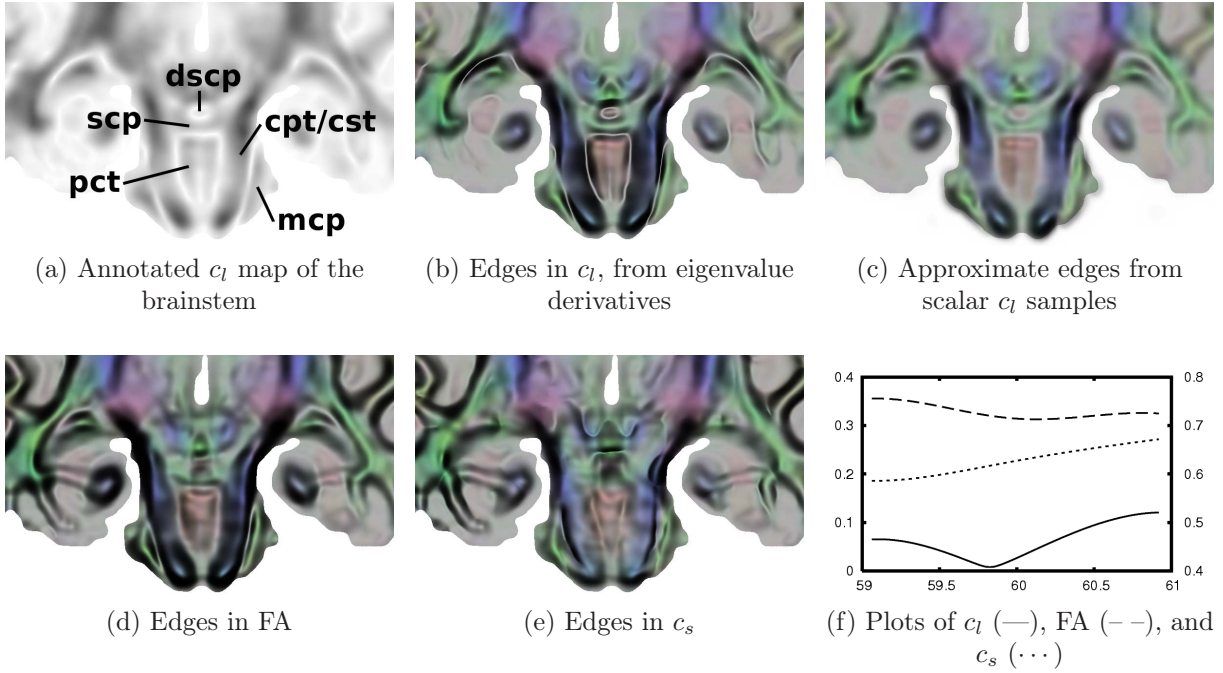 dscp
scp
cpt/cst
pct
mcp
(a) Annotated c_l map of the
brainstem
(b) Edges in c_l, from eigenvalue
derivatives
(c) Approximate edges from
scalar c_l samples
(d) Edges in FA
(e) Edges in c_s
0.4
0.3
0.2
0.1
0
0.8
0.7
0.6
0.5
0.4
59 59.5 60 60.5 61
(f) Plots of c_l (—), FA (– –), and
c_s (· · ·)